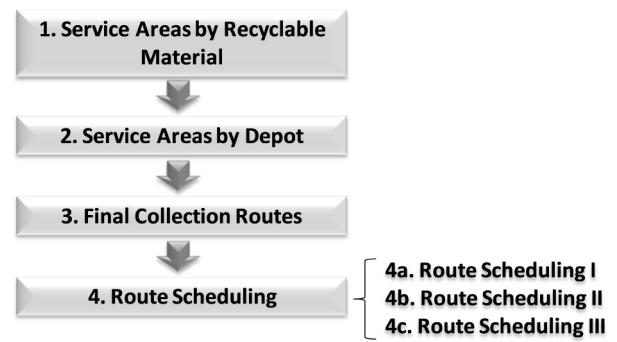 1. Service Areas by Recyclable
Material
2. Service Areas by Depot
3. Final Collection Routes
4. Route Scheduling
4a. Route Scheduling I
4b. Route Scheduling II
4c. Route Scheduling III